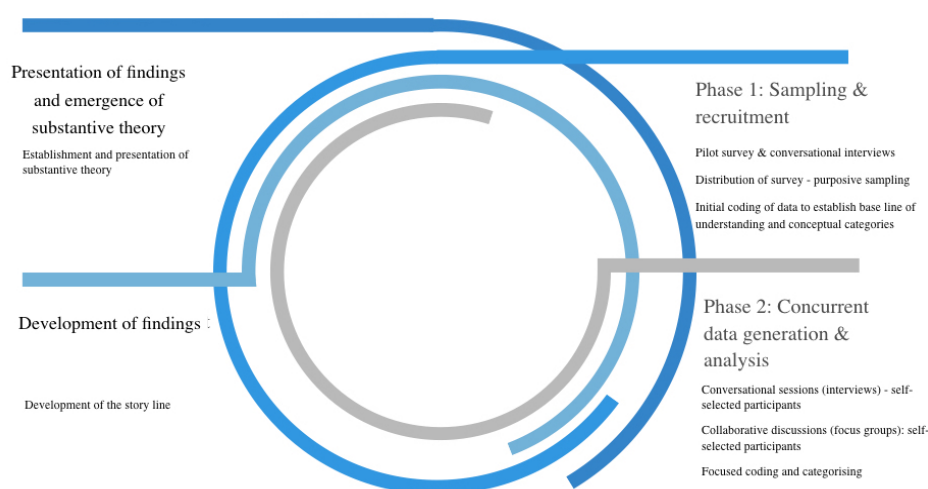 Presentation of findings
and emergence of
substantive theory
Establishment and presentation of
substantive theory
Phase 1: Sampling &
recruitment
Pilot survey & conversational interviews
Distribution of survey - purposive sampling
Initial coding of data to establish base line of
understanding and conceptual categories
Development of findings :
Development of the story line
Phase 2: Concurrent
data generation &
analysis
Conversational sessions (interviews) - self-
selected participants
Collaborative discussions (focus groups): self-
selected participants
Focused coding and categorising